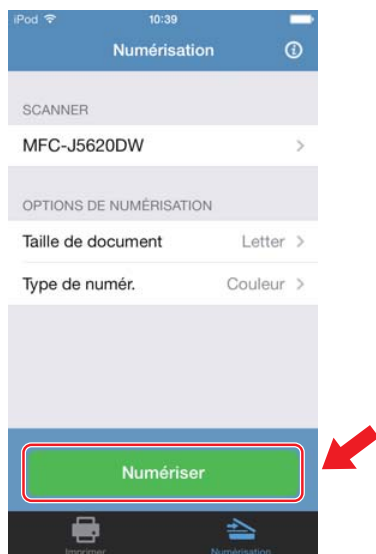 iPod 10:39
Numérisation
SCANNER
MFC-J5620DW
OPTIONS DE NUMÉRISATION
Taille de document Letter
Type de numér. Couleur
Numériser
Imprimer Numérisation